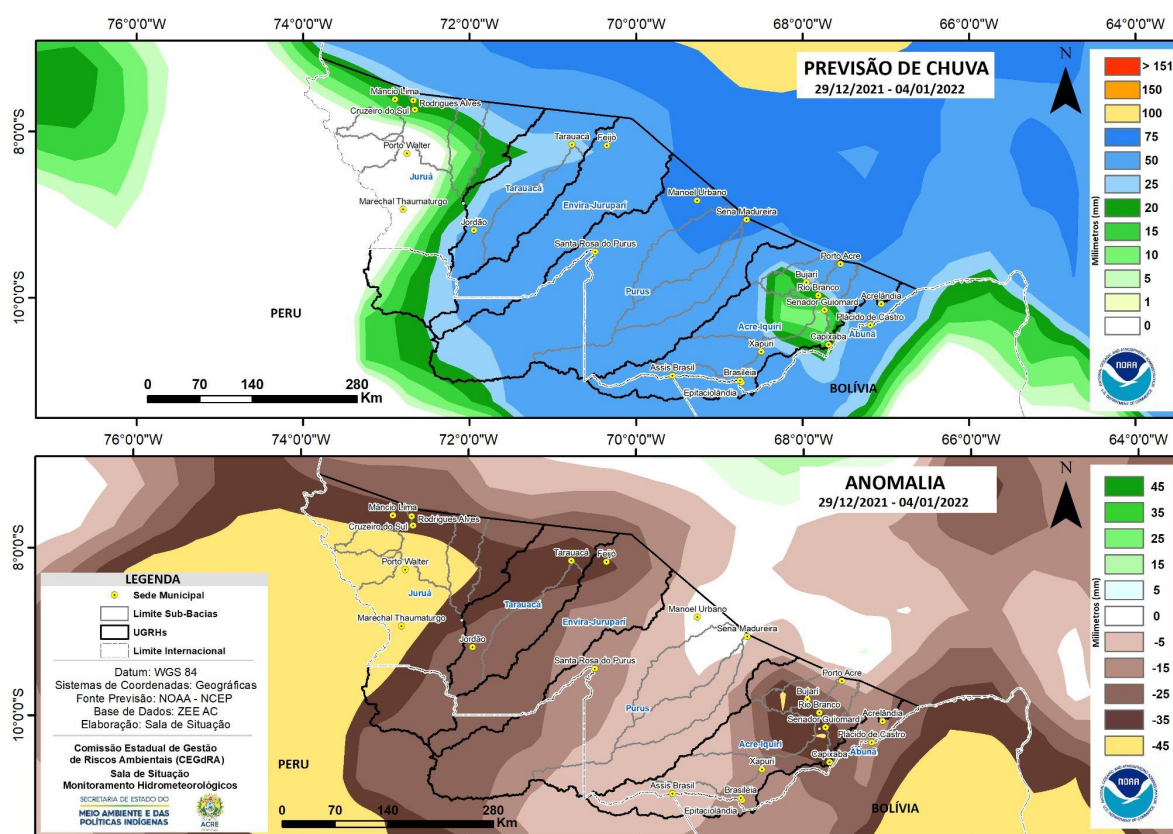 76°0'0"W 74°0'0"W 72°0'0"W 70°0'0"W 68°0'0"W 66°0'0"W 64°0'0"W
PREVISÃO DE CHUVA
29/12/2021 - 04/01/2022
N
8°0'0"S
10°0'0"S
Mâncio Lima
Rodrigues Alves
Cruzeiro do Sul
Porto Walter
Juruá
Marechal Thaumaturgo
Jordão
Tarauacá
Feijó
Tarauacá
Envira-Jurupari
Manoel Urbano
Sena Madureira
Santa Rosa do Purus
Purus
Porto Acre
Bujari
Rio Branco
Acrelândia
Senador Guiomard
Plácido de Castro
Acre-Iquiri
Abunã
Capixaba
Xapuri
Assis Brasil
Brasiléia
Epitaciolândia
PERU
BOLÍVIA
0 70 140 280
Km
Milímetros (mm)
> 151
150
100
75
50
25
20
15
10
5
1
0
NOAA
76°0'0"W 74°0'0"W 72°0'0"W 70°0'0"W 68°0'0"W 66°0'0"W 64°0'0"W
ANOMALIA
29/12/2021 - 04/01/2022
N
8°0'0"S
10°0'0"S
Mâncio Lima
Rodrigues Alves
Cruzeiro do Sul
Porto Walter
Juruá
Marechal Thaumaturgo
Jordão
Tarauacá
Feijó
Tarauacá
Envira-Jurupari
Manoel Urbano
Sena Madureira
Santa Rosa do Purus
Purus
Porto Acre
Bujari
Rio Branco
Acrelândia
Senador Guiomard
Plácido de Castro
Acre-Iquiri
Abunã
Capixaba
Xapuri
Assis Brasil
Brasiléia
Epitaciolândia
PERU
BOLÍVIA
0 70 140 280
Km
Milímetros (mm)
45
35
25
15
5
0
-5
-15
-25
-35
-45
NOAA
LEGENDA
Sede Municipal
Limite Sub-Bacias
UGRHs
Limite Internacional
Datum: WGS 84
Sistemas de Coordenadas: Geográficas
Fonte Previsão: NOAA - NCEP
Base de Dados: ZEE AC
Elaboração: Sala de Situação
Comissão Estadual de Gestão
de Riscos Ambientais (CEGdRA)
Sala de Situação
Monitoramento Hidrometeorológicos
SECRETARIA DE ESTADO DO
MEIO AMBIENTE E DAS
POLÍTICAS INDÍGENAS
ACRE